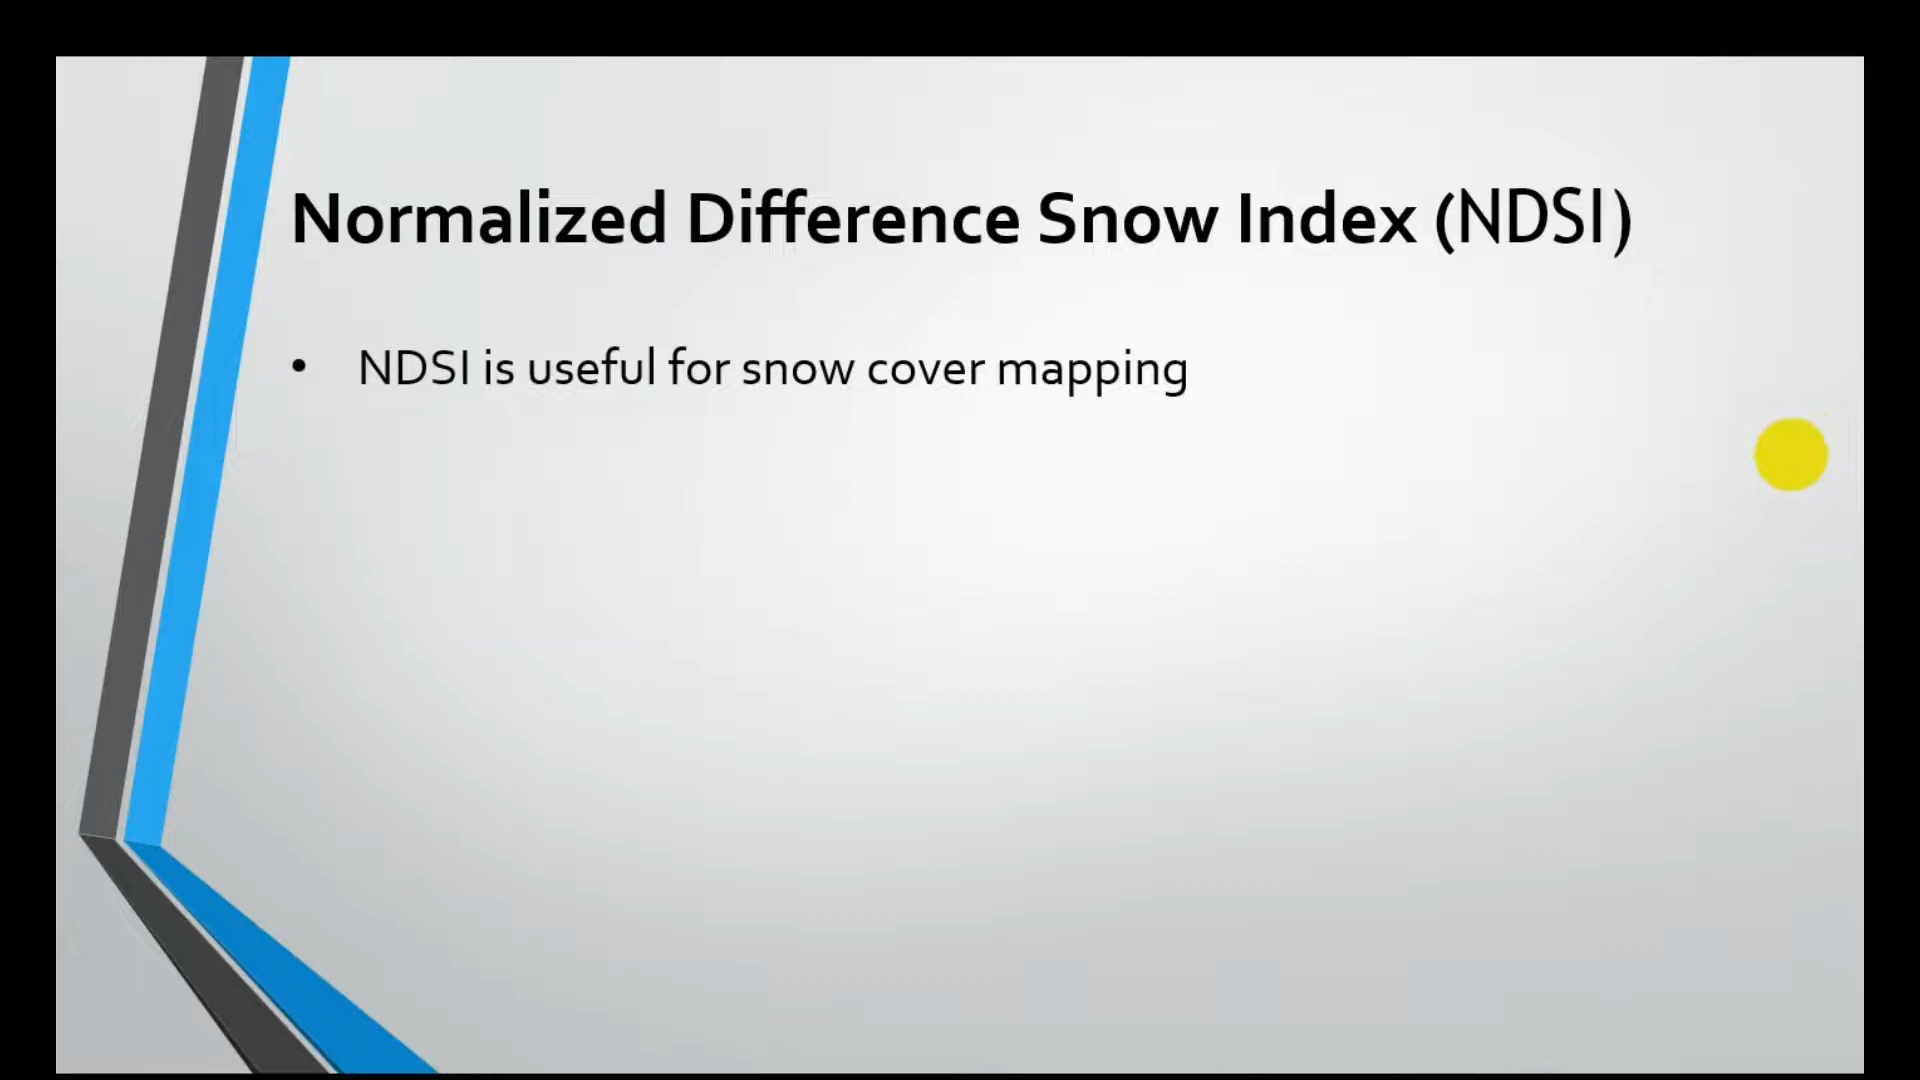 Normalized Difference Snow Index (NDSI)
• NDSI is useful for snow cover mapping